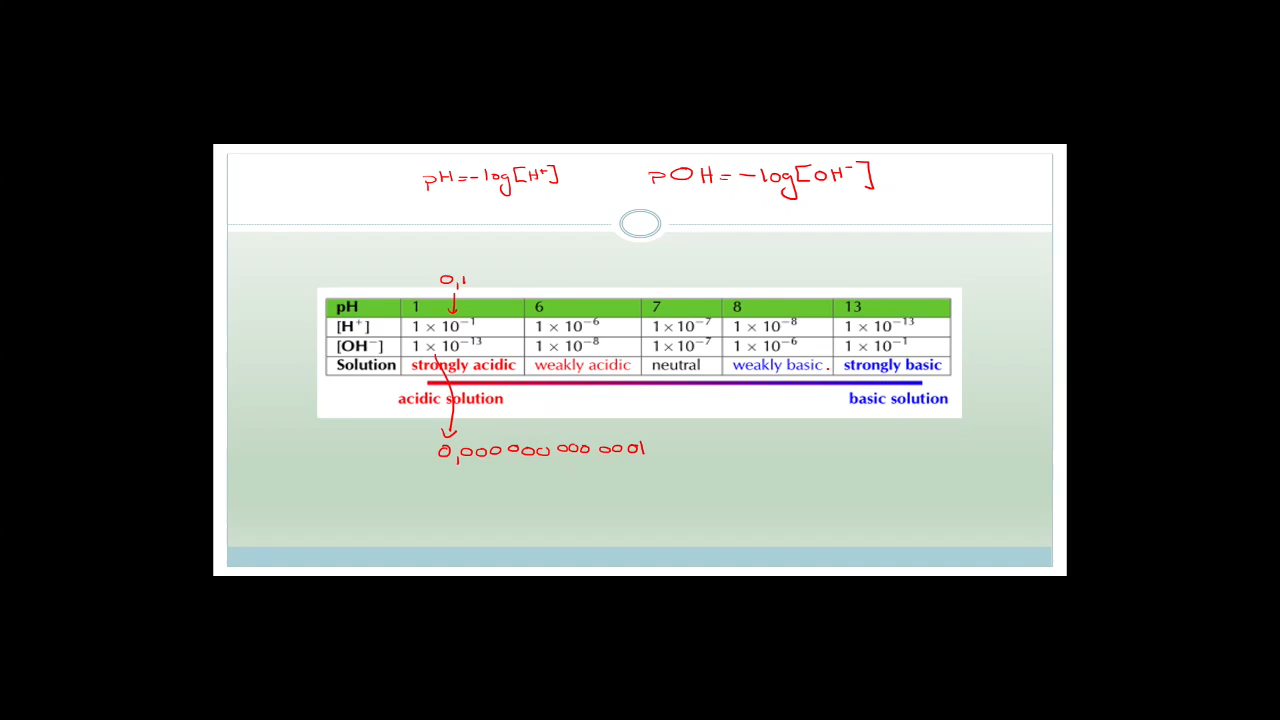 pH=-log[H⁺] pOH=-log[OH⁻]
0,1
pH 1 6 7 8 13
[H⁺] 1 × 10⁻¹ 1 × 10⁻⁶ 1×10⁻⁷ 1 × 10⁻⁸ 1 × 10⁻¹³
[OH⁻] 1 × 10⁻¹³ 1 × 10⁻⁸ 1×10⁻⁷ 1 × 10⁻⁶ 1 × 10⁻¹
Solution strongly acidic weakly acidic neutral weakly basic . strongly basic
acidic solution basic solution
0,000 000 000 0001